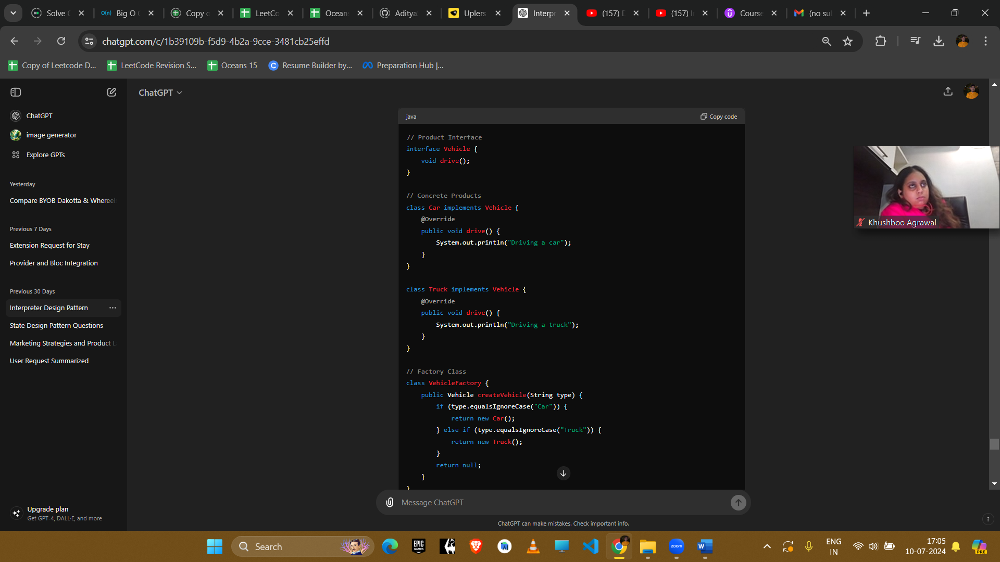 Solve C
Big O (
Copy o
LeetCo
Ocean
Aditya
Uplers
Interp
(157) D
(157) I
Course
(no su
chatgpt.com/c/1b39109b-f5d9-4b2a-9cce-3481cb25effd
Copy of Leetcode D...
LeetCode Revision S...
Oceans 15
Resume Builder by...
Preparation Hub |...
ChatGPT
ChatGPT
image generator
Explore GPTs
Yesterday
Compare BYOB Dakotta & Whereel
Previous 7 Days
Extension Request for Stay
Provider and Bloc Integration
Previous 30 Days
Interpreter Design Pattern
State Design Pattern Questions
Marketing Strategies and Product L
User Request Summarized
Upgrade plan
Get GPT-4, DALL·E, and more
java
Copy code
// Product Interface
interface Vehicle {
void drive();
}
// Concrete Products
class Car implements Vehicle {
@Override
public void drive() {
System.out.println("Driving a car");
}
}
class Truck implements Vehicle {
@Override
public void drive() {
System.out.println("Driving a truck");
}
}
// Factory Class
class VehicleFactory {
public Vehicle createVehicle(String type) {
if (type.equalsIgnoreCase("Car")) {
return new Car();
} else if (type.equalsIgnoreCase("Truck")) {
return new Truck();
}
return null;
}
}
Khushboo Agrawal
Message ChatGPT
ChatGPT can make mistakes. Check important info.
?
Search
EPIC GAMES
zoom
W
ENG
IN
17:05
10-07-2024
PRE